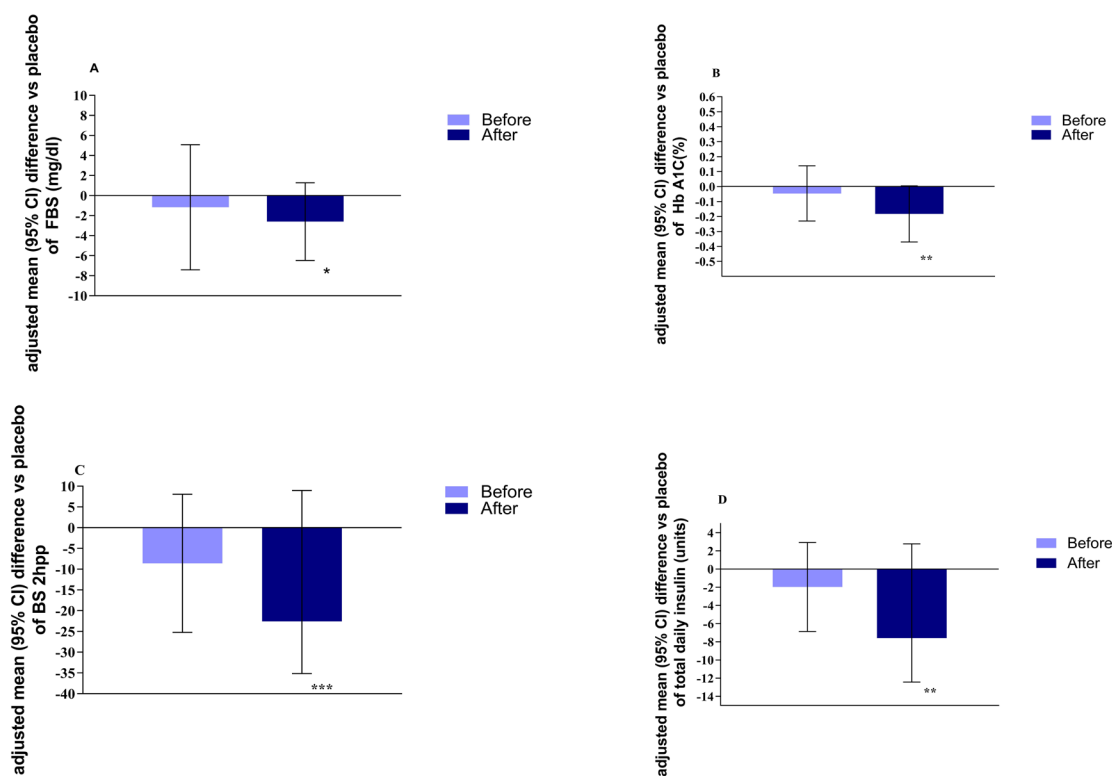 A
adjusted mean (95% CI) difference vs placebo
of FBS (mg/dl)
10
8
6
4
2
0
-2
-4
-6
-8
-10
*
Before
After
B
adjusted mean (95% CI) difference vs placebo
of Hb A1C(%)
0.6
0.5
0.4
0.3
0.2
0.1
0.0
-0.1
-0.2
-0.3
-0.4
-0.5
**
Before
After
C
adjusted mean (95% CI) difference vs placebo
of BS 2hpp
10
5
0
-5
-10
-15
-20
-25
-30
-35
-40
***
Before
After
D
adjusted mean (95% CI) difference vs placebo
of total daily insulin (units)
4
2
0
-2
-4
-6
-8
-10
-12
-14
**
Before
After